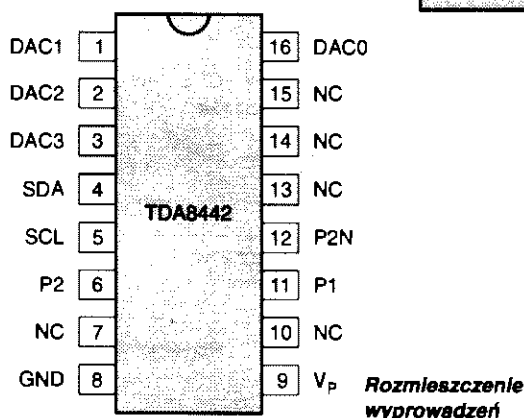 DAC1 1 16 DAC0
DAC2 2 15 NC
DAC3 3 14 NC
SDA 4 13 NC
TDA8442
SCL 5 12 P2N
P2 6 11 P1
NC 7 10 NC
GND 8 9 VP
Rozmieszczenie
wyprowadzeń